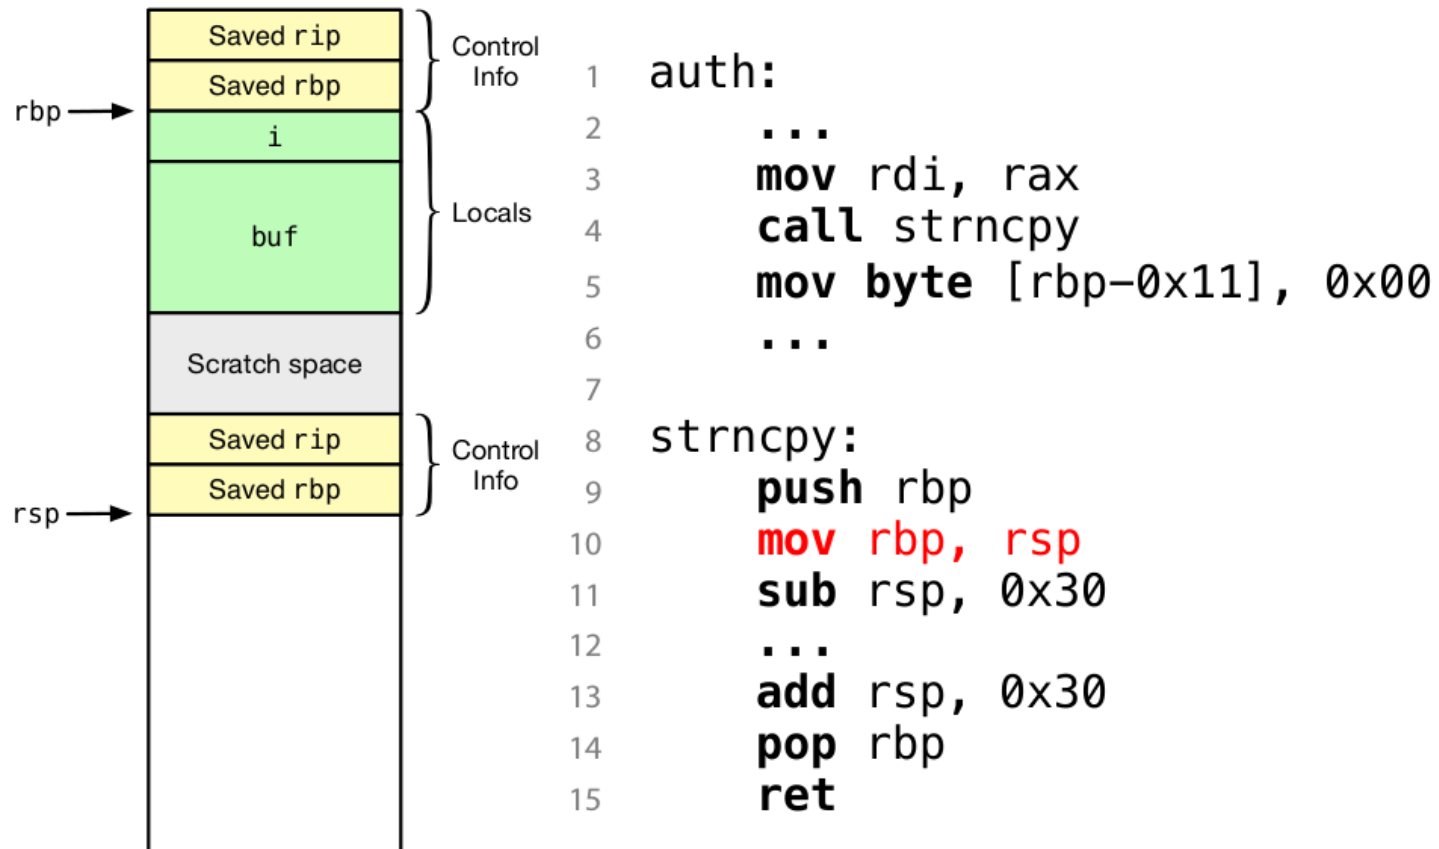 Saved rip
Saved rbp
Control
Info
rbp
i
buf
Locals
Scratch space
Saved rip
Saved rbp
Control
Info
rsp
1 auth:
2 ...
3 mov rdi, rax
4 call strncpy
5 mov byte [rbp-0x11], 0x00
6 ...
7
8 strncpy:
9 push rbp
10 mov rbp, rsp
11 sub rsp, 0x30
12 ...
13 add rsp, 0x30
14 pop rbp
15 ret